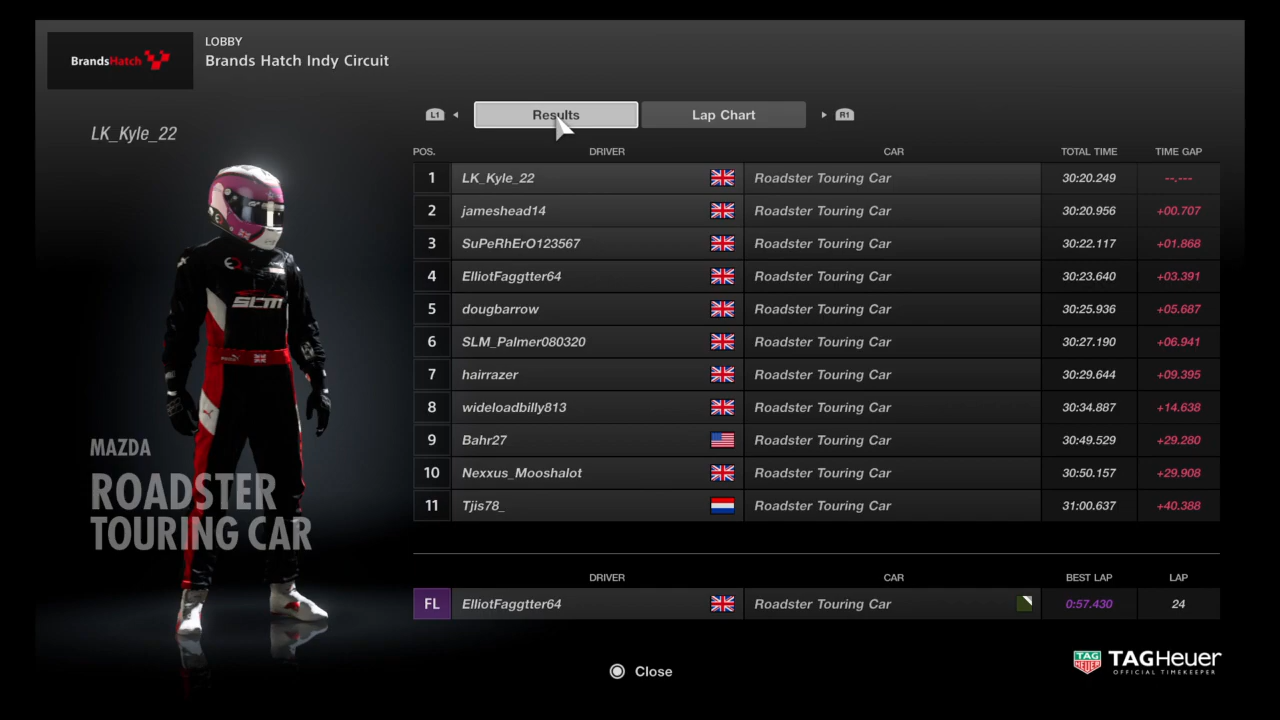 BrandsHatch
LOBBY
Brands Hatch Indy Circuit
LK_Kyle_22
L1 Results Lap Chart R1
POS. DRIVER CAR TOTAL TIME TIME GAP
1 LK_Kyle_22 Roadster Touring Car 30:20.249 --.---
2 jameshead14 Roadster Touring Car 30:20.956 +00.707
3 SuPeRhErO123567 Roadster Touring Car 30:22.117 +01.868
4 ElliotFaggtter64 Roadster Touring Car 30:23.640 +03.391
5 dougbarrow Roadster Touring Car 30:25.936 +05.687
6 SLM_Palmer080320 Roadster Touring Car 30:27.190 +06.941
7 hairrazer Roadster Touring Car 30:29.644 +09.395
8 wideloadbilly813 Roadster Touring Car 30:34.887 +14.638
9 Bahr27 Roadster Touring Car 30:49.529 +29.280
10 Nexxus_Mooshalot Roadster Touring Car 30:50.157 +29.908
11 Tjis78_ Roadster Touring Car 31:00.637 +40.388
SLM
MAZDA
ROADSTER
TOURING CAR
DRIVER CAR BEST LAP LAP
FL ElliotFaggtter64 Roadster Touring Car 0:57.430 24
Close
TAG HEUER TAGHeuer
OFFICIAL TIMEKEEPER